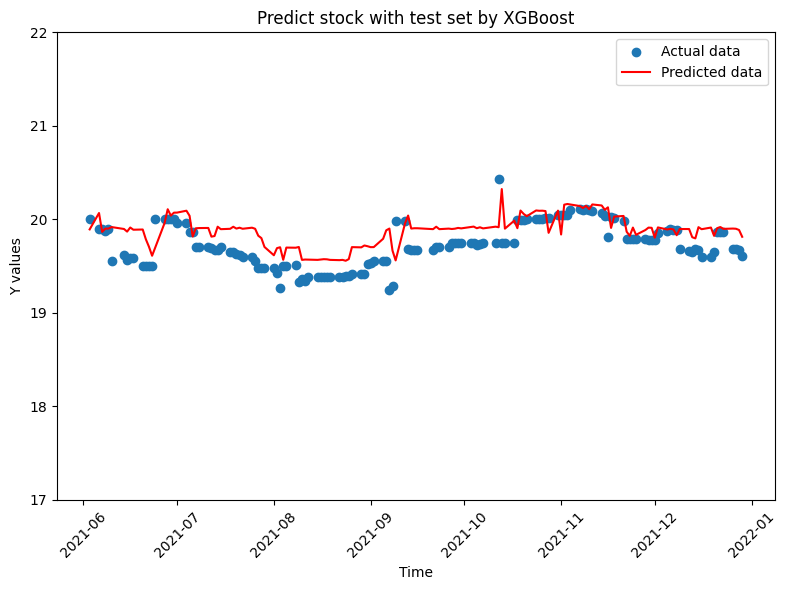 Predict stock with test set by XGBoost
Actual data
Predicted data
22
21
20
19
18
17
Y values
2021-06
2021-07
2021-08
2021-09
2021-10
2021-11
2021-12
2022-01
Time